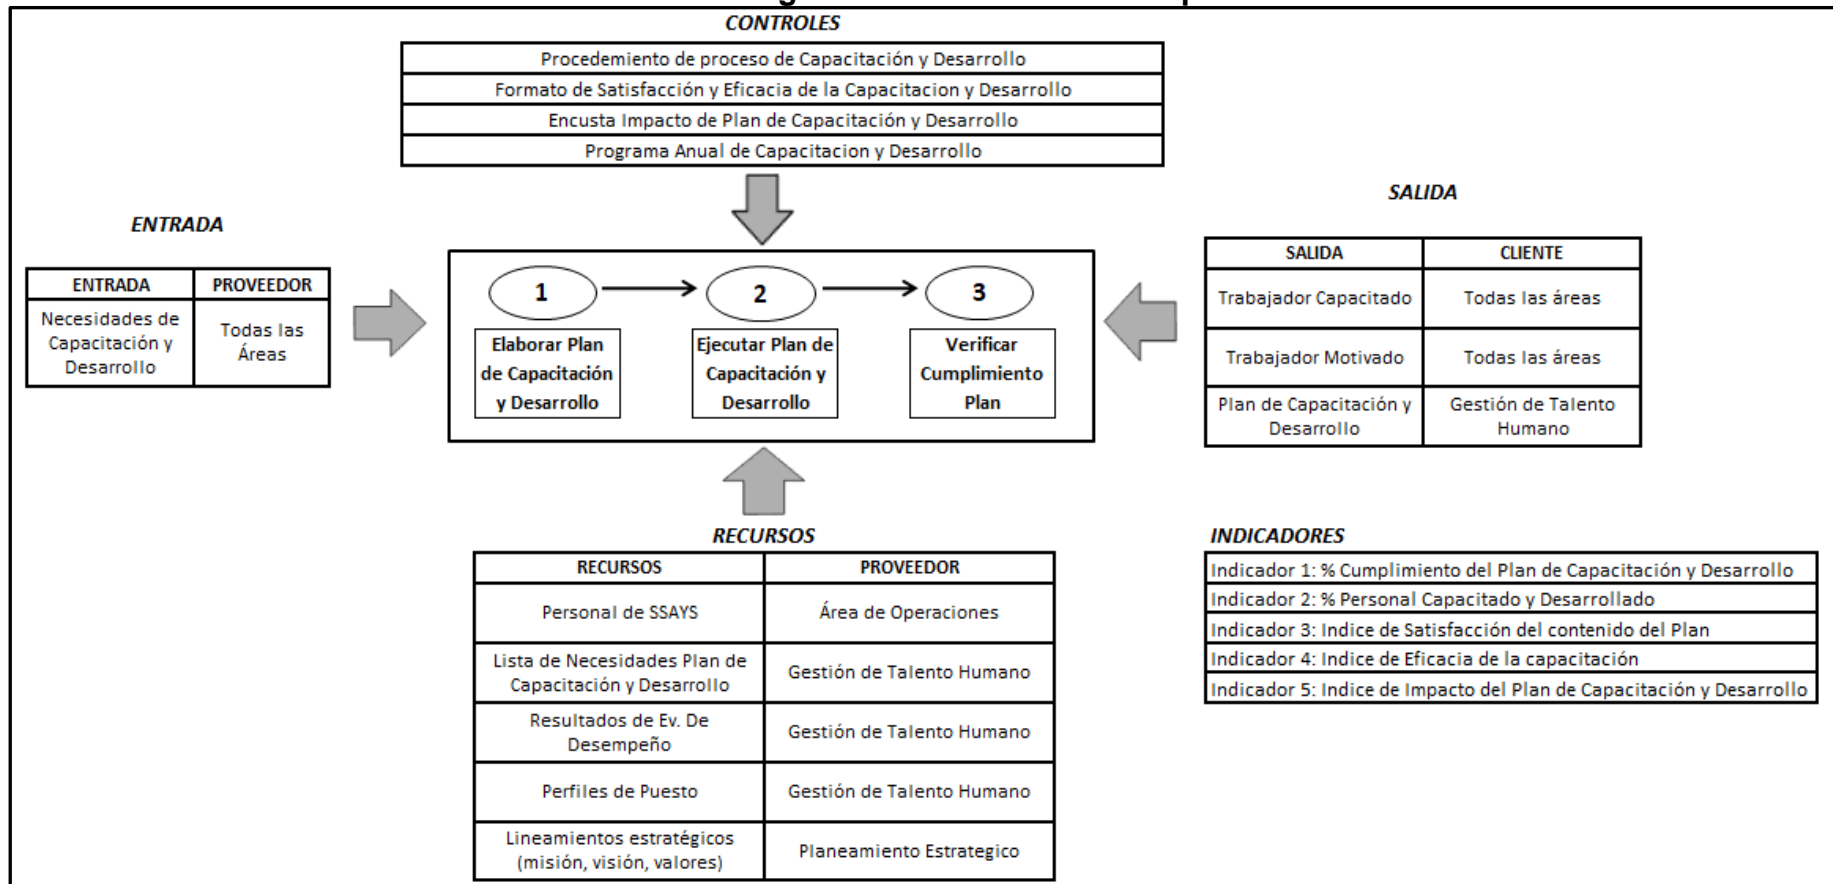 CONTROLES
Procedemiento de proceso de Capacitación y Desarrollo
Formato de Satisfacción y Eficacia de la Capacitacion y Desarrollo
Encusta Impacto de Plan de Capacitación y Desarrollo
Programa Anual de Capacitacion y Desarrollo
ENTRADA
ENTRADA PROVEEDOR
Necesidades de
Capacitación y
Desarrollo
Todas las
Áreas
1
2
3
Elaborar Plan
de Capacitación
y Desarrollo
Ejecutar Plan de
Capacitación y
Desarrollo
Verificar
Cumplimiento
Plan
SALIDA
SALIDA CLIENTE
Trabajador Capacitado Todas las áreas
Trabajador Motivado Todas las áreas
Plan de Capacitación y
Desarrollo
Gestión de Talento
Humano
RECURSOS
RECURSOS PROVEEDOR
Personal de SSAYS Área de Operaciones
Lista de Necesidades Plan de
Capacitación y Desarrollo
Gestión de Talento Humano
Resultados de Ev. De
Desempeño
Gestión de Talento Humano
Perfiles de Puesto Gestión de Talento Humano
Lineamientos estratégicos
(misión, visión, valores)
Planeamiento Estrategico
INDICADORES
Indicador 1: % Cumplimiento del Plan de Capacitación y Desarrollo
Indicador 2: % Personal Capacitado y Desarrollado
Indicador 3: Indice de Satisfacción del contenido del Plan
Indicador 4: Indice de Eficacia de la capacitación
Indicador 5: Indice de Impacto del Plan de Capacitación y Desarrollo